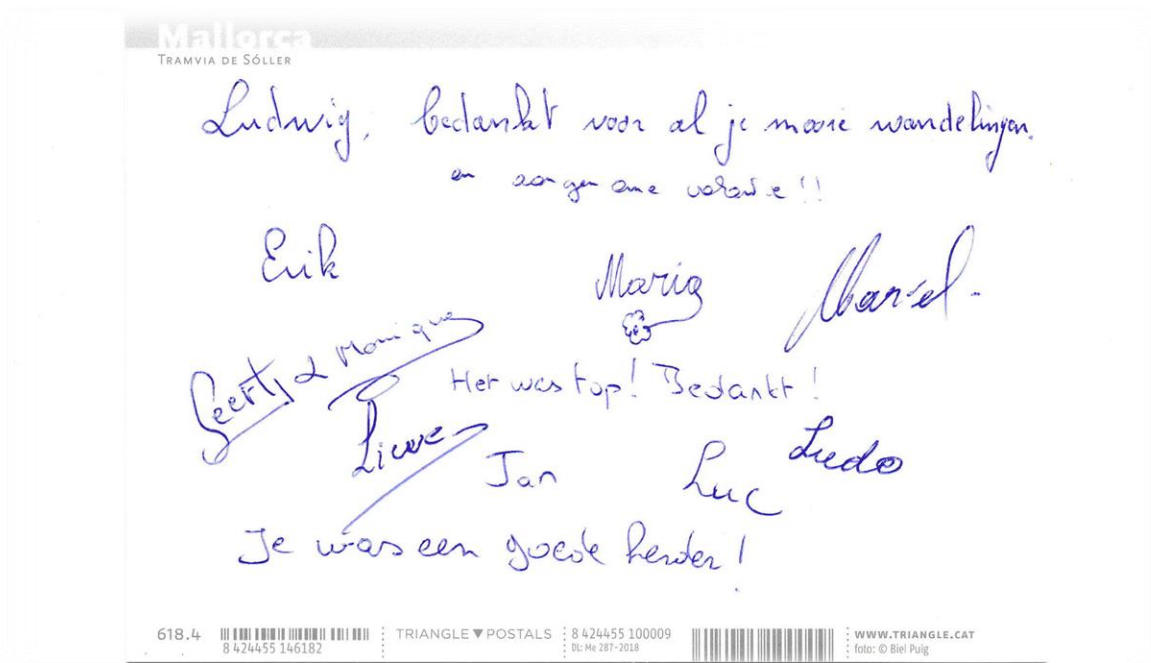 Mallorca
TRAMVIA DE SÓLLER
Ludwig, bedankt voor al je mooie wandelingen.
en aangename vakantie!!
Erik
Maria
Marcel
Geert & Monique
Het was top! Bedankt!
Lieve
Jan
Luc
Ludo
Je was een goede herder!
618.4
8 424455 146182
TRIANGLE▼POSTALS
8 424455 100009
DL: Me 287-2018
WWW.TRIANGLE.CAT
foto: © Biel Puig